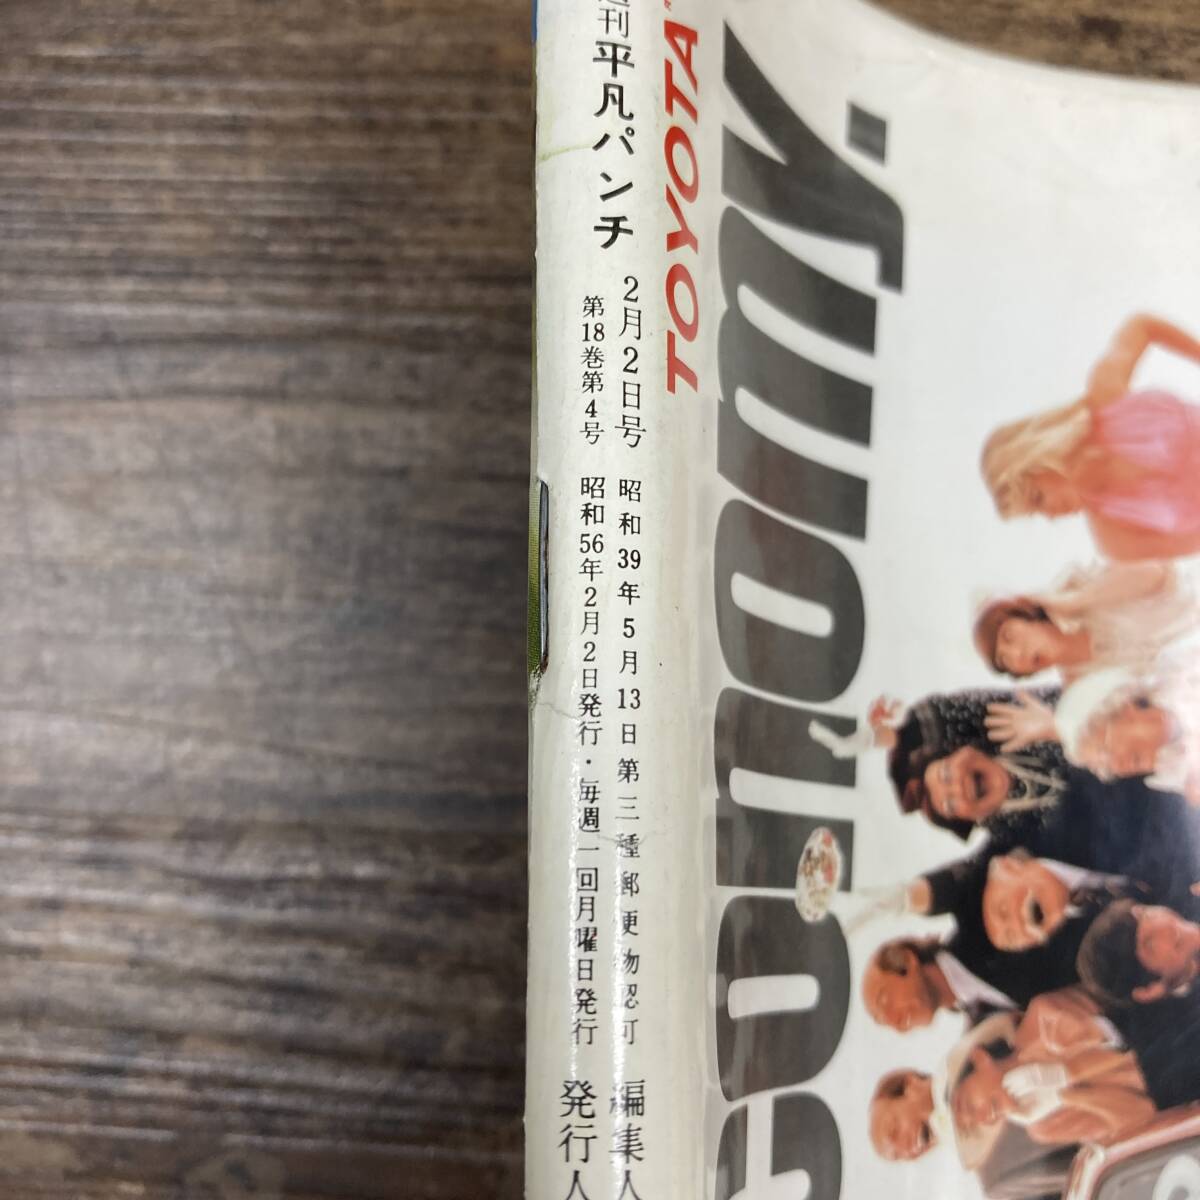 週刊平凡パンチ
2月2日号
第18巻第4号
昭和39年5月13日第三種郵便物認可
昭和56年2月2日発行・毎週一回月曜日発行
編集人
発行人
TOYOTA
conomy.